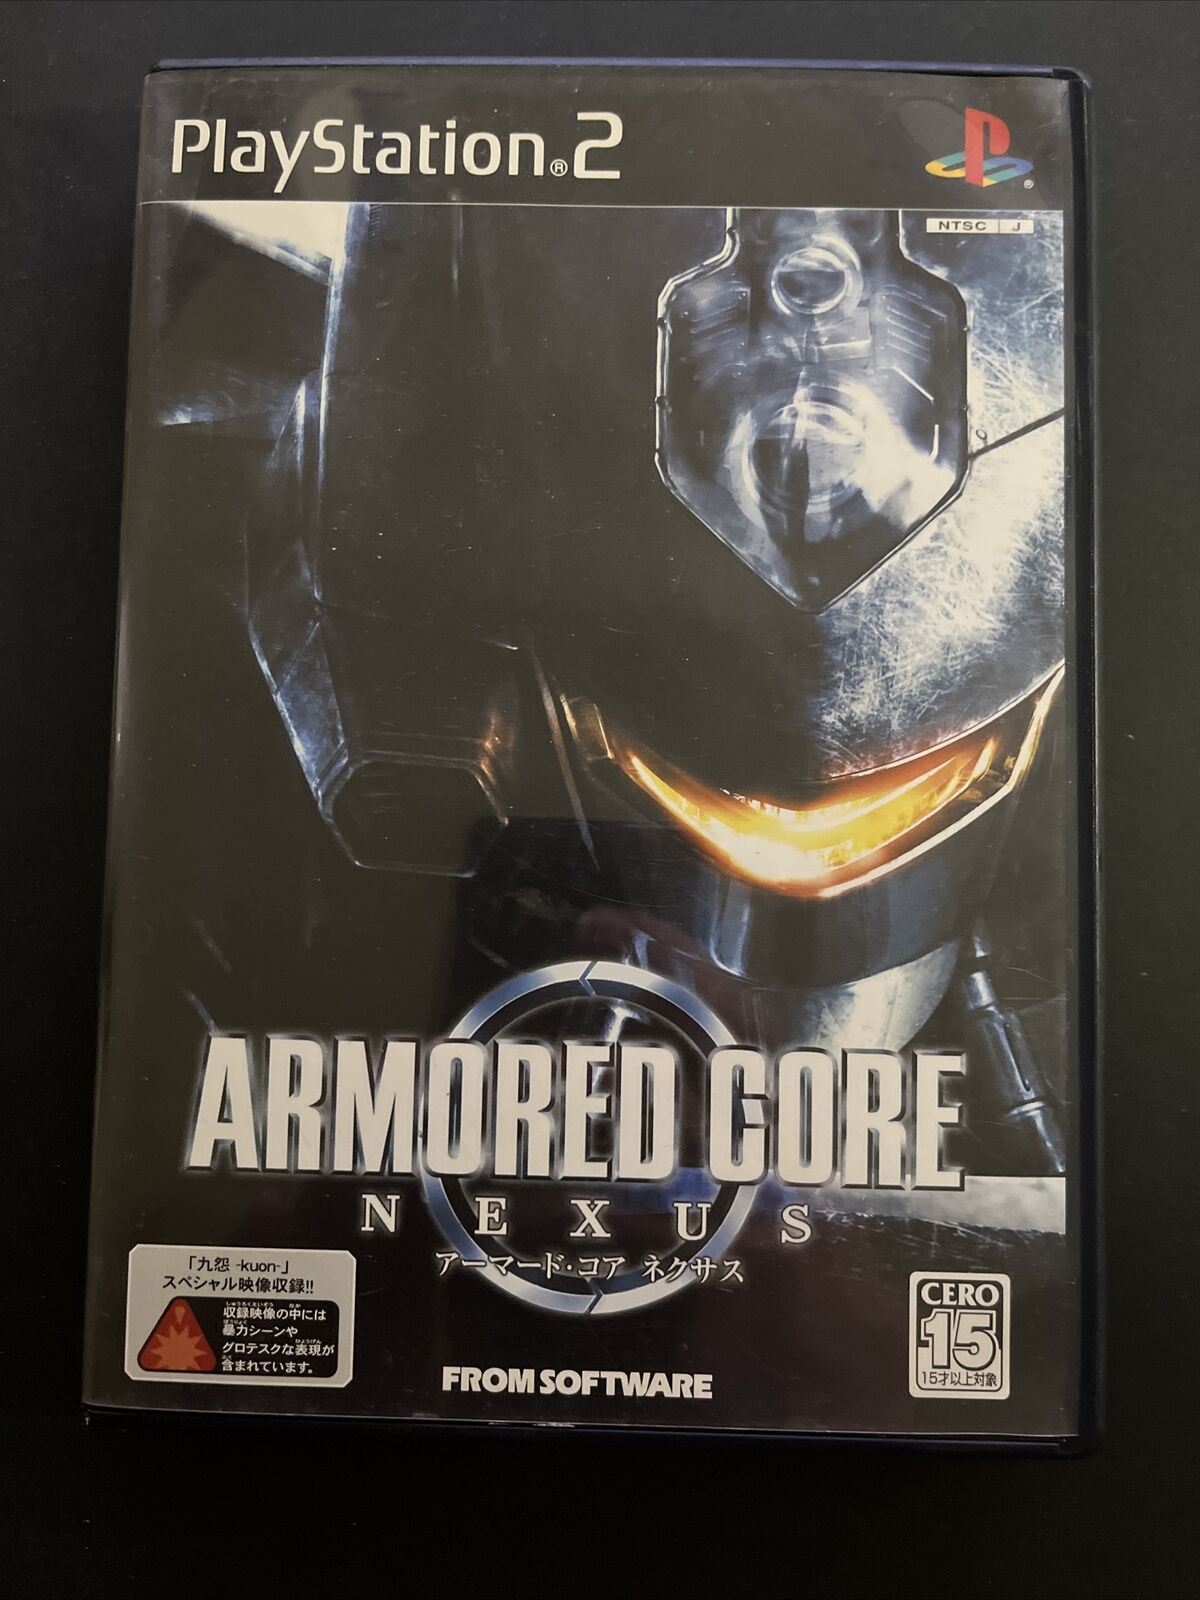 PlayStation®2
NTSC J
ARMORED CORE
NEXUS
アーマード・コア ネクサス
「九怨 -kuon-」
スペシャル映像収録!!
収録映像の中には
暴力シーンや
グロテスクな表現が
含まれています。
FROMSOFTWARE
CERO
15
15才以上対象